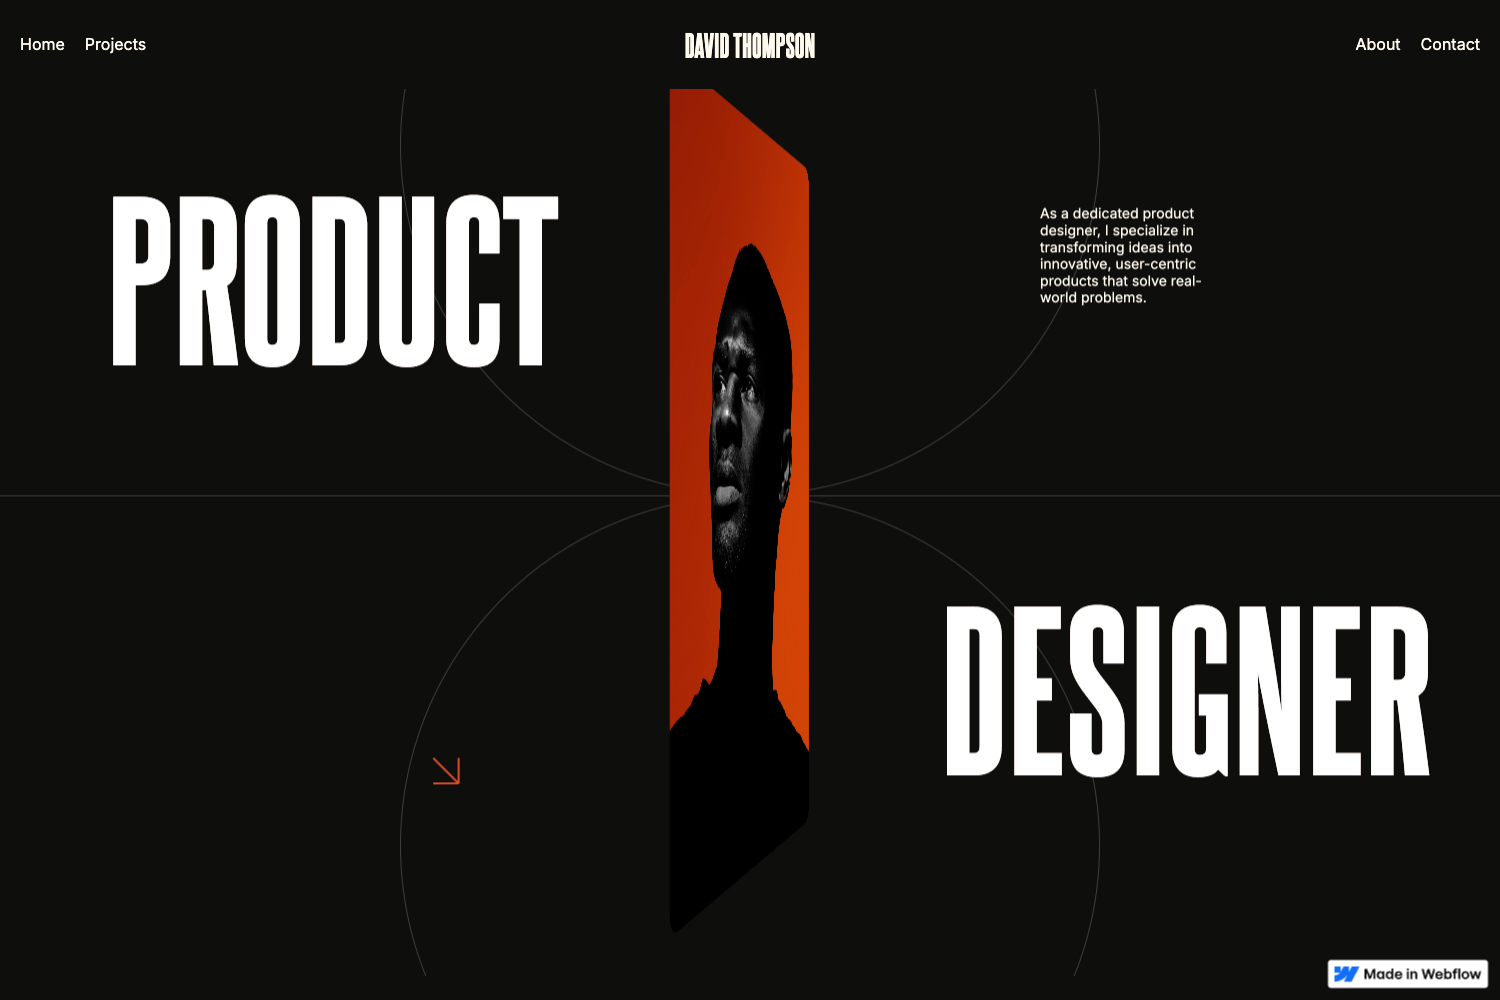 Home Projects
DAVID THOMPSON
About Contact
PRODUCT
As a dedicated product
designer, I specialize in
transforming ideas into
innovative, user-centric
products that solve real-
world problems.
DESIGNER
Made in Webflow